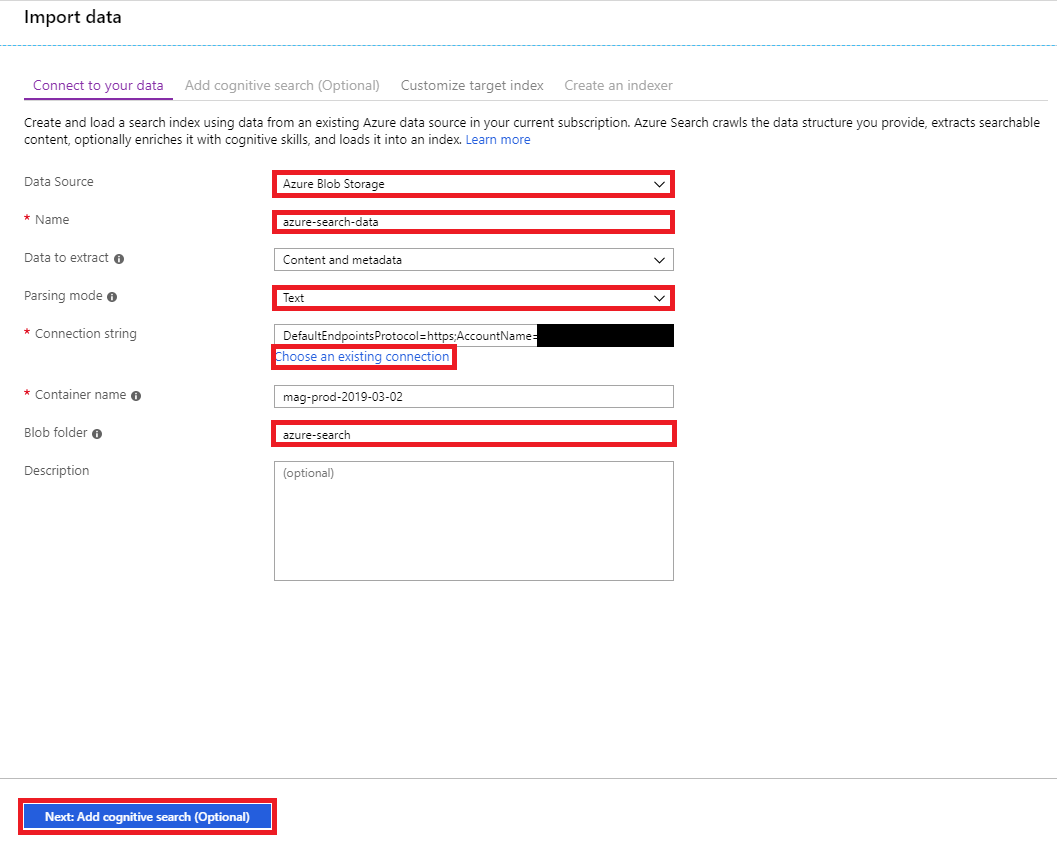 Import data
Connect to your data Add cognitive search (Optional) Customize target index Create an indexer
Create and load a search index using data from an existing Azure data source in your current subscription. Azure Search crawls the data structure you provide, extracts searchable
content, optionally enriches it with cognitive skills, and loads it into an index. Learn more
Data Source Azure Blob Storage
* Name azure-search-data
Data to extract Content and metadata
Parsing mode Text
* Connection string DefaultEndpointsProtocol=https;AccountName=
Choose an existing connection
* Container name mag-prod-2019-03-02
Blob folder azure-search
Description (optional)
Next: Add cognitive search (Optional)